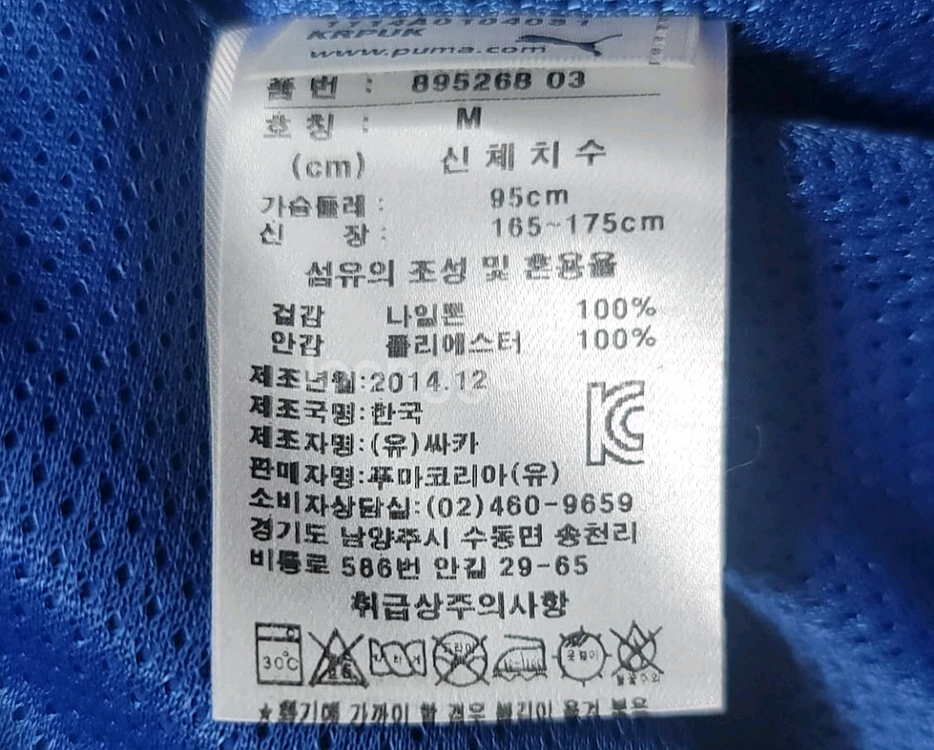 KRPUK
www.puma.com
품 번 : 895268 03
호 칭 : M
(cm) 신 체 치 수
가슴둘레 : 95cm
신 장 : 165~175cm
섬유의 조성 및 혼용율
겉감 나일론 100%
안감 폴리에스터 100%
제조년월:2014.12
제조국명:한국
제조자명:(유)싸카
판매자명:푸마코리아(유)
소비자상담실:(02)460-9659
경기도 남양주시 수동면 송천리
비룡로 586번 안길 29-65
취급상주의사항
30℃
옷걸이